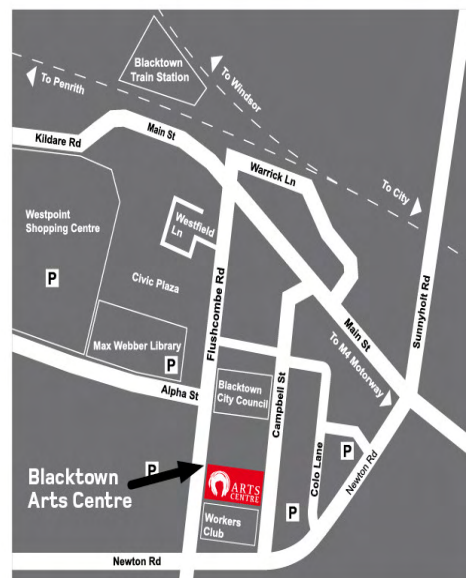 Blacktown
Train Station
To Penrith
To Windsor
Kildare Rd
Main St
Warrick Ln
To City
Westpoint
Shopping Centre
P
Westfield
Ln
Civic Plaza
Flushcombe Rd
Sunnyholt Rd
Max Webber Library
P
Main St
To M4 Motorway
Alpha St
Blacktown
City Council
Campbell St
Colo Lane
P
Newton Rd
P
Blacktown
Arts Centre
ARTS
CENTRE
P
Workers
Club
Newton Rd